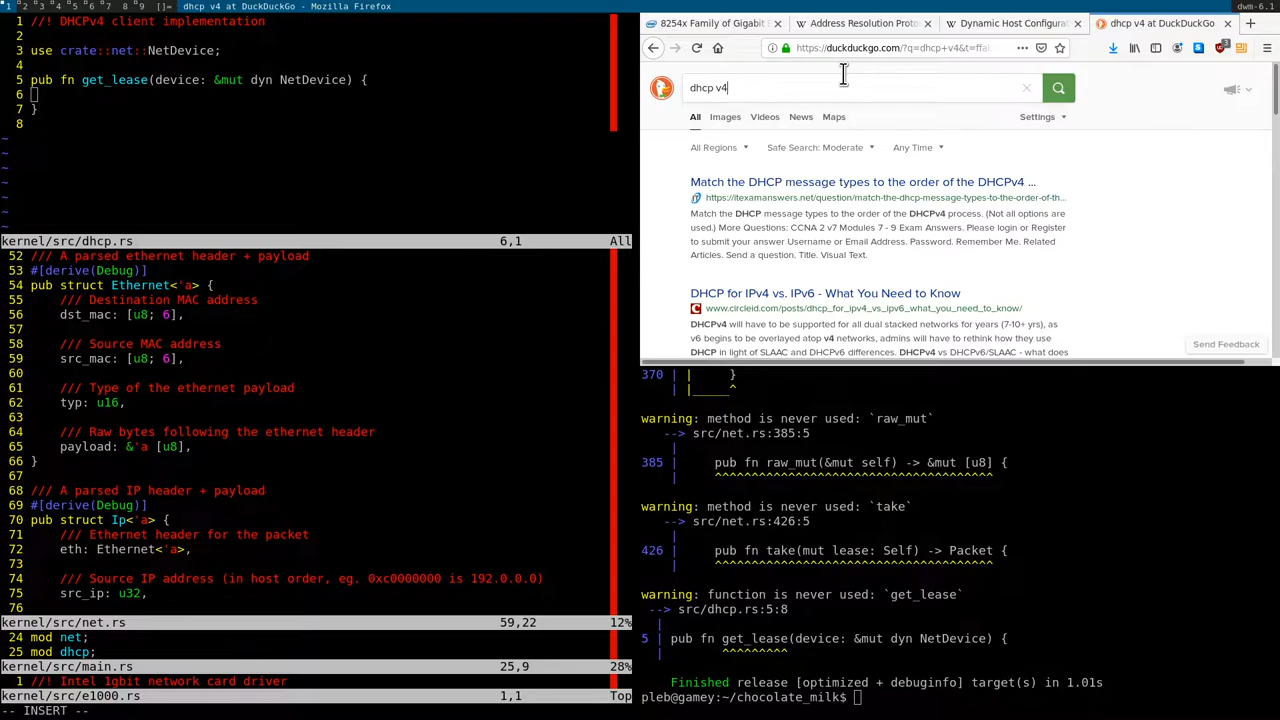 1 2 3 4 5 6 7 8 9 dhcp v4 at DuckDuckGo - Mozilla Firefox dwm-6.1
1 //! DHCPv4 client implementation
2
3 use crate::net::NetDevice;
4
5 pub fn get_lease(device: &mut dyn NetDevice) {
6
7 }
8
~
~
~
~
~
~
kernel/src/dhcp.rs 6,1 All
52 /// A parsed ethernet header + payload
53 #[derive(Debug)]
54 pub struct Ethernet<'a> {
55 /// Destination MAC address
56 dst_mac: [u8; 6],
57
58 /// Source MAC address
59 src_mac: [u8; 6],
60
61 /// Type of the ethernet payload
62 typ: u16,
63
64 /// Raw bytes following the ethernet header
65 payload: &'a [u8],
66 }
67
68 /// A parsed IP header + payload
69 #[derive(Debug)]
70 pub struct Ip<'a> {
71 /// Ethernet header for the packet
72 eth: Ethernet<'a>,
73
74 /// Source IP address (in host order, eg. 0xc0000000 is 192.0.0.0)
75 src_ip: u32,
76
kernel/src/net.rs 59,22 12%
24 mod net;
25 mod dhcp;
kernel/src/main.rs 25,9 28%
1 //! Intel 1gbit network card driver
kernel/src/e1000.rs 1,1 Top
-- INSERT --
8254x Family of Gigabit E Address Resolution Proto Dynamic Host Configurat dhcp v4 at DuckDuckGo
https://duckduckgo.com/?q=dhcp+v4&t=ffa
dhcp v4
All Images Videos News Maps Settings
All Regions Safe Search: Moderate Any Time
Match the DHCP message types to the order of the DHCPv4 ...
https://itexamanswers.net/question/match-the-dhcp-message-types-to-the-order-of-th...
Match the DHCP message types to the order of the DHCPv4 process. (Not all options are
used.) More Questions: CCNA 2 v7 Modules 7 - 9 Exam Answers. Please login or Register
to submit your answer Username or Email Address. Password. Remember Me. Related
Articles. Send a question. Title. Visual Text.
DHCP for IPv4 vs. IPv6 - What You Need to Know
www.circleid.com/posts/dhcp_for_ipv4_vs_ipv6_what_you_need_to_know/
DHCPv4 will have to be supported for all dual stacked networks for years (7-10+ yrs), as
v6 begins to be overlayed atop v4 networks, admins will have to rethink how they use
DHCP in light of SLAAC and DHCPv6 differences. DHCPv4 vs DHCPv6/SLAAC - what does
Send Feedback
370 | | }
| |_____^
warning: method is never used: `raw_mut`
--> src/net.rs:385:5
|
385 | pub fn raw_mut(&mut self) -> &mut [u8] {
| ^^^^^^^^^^^^^^^^^^^^^^^^^^^^^^^^^^^^^^
warning: method is never used: `take`
--> src/net.rs:426:5
|
426 | pub fn take(mut lease: Self) -> Packet {
| ^^^^^^^^^^^^^^^^^^^^^^^^^^^^^^^^^^^^^^
warning: function is never used: `get_lease`
--> src/dhcp.rs:5:8
|
5 | pub fn get_lease(device: &mut dyn NetDevice) {
| ^^^^^^^^^
Finished release [optimized + debuginfo] target(s) in 1.01s
pleb@gamey:~/chocolate_milk$